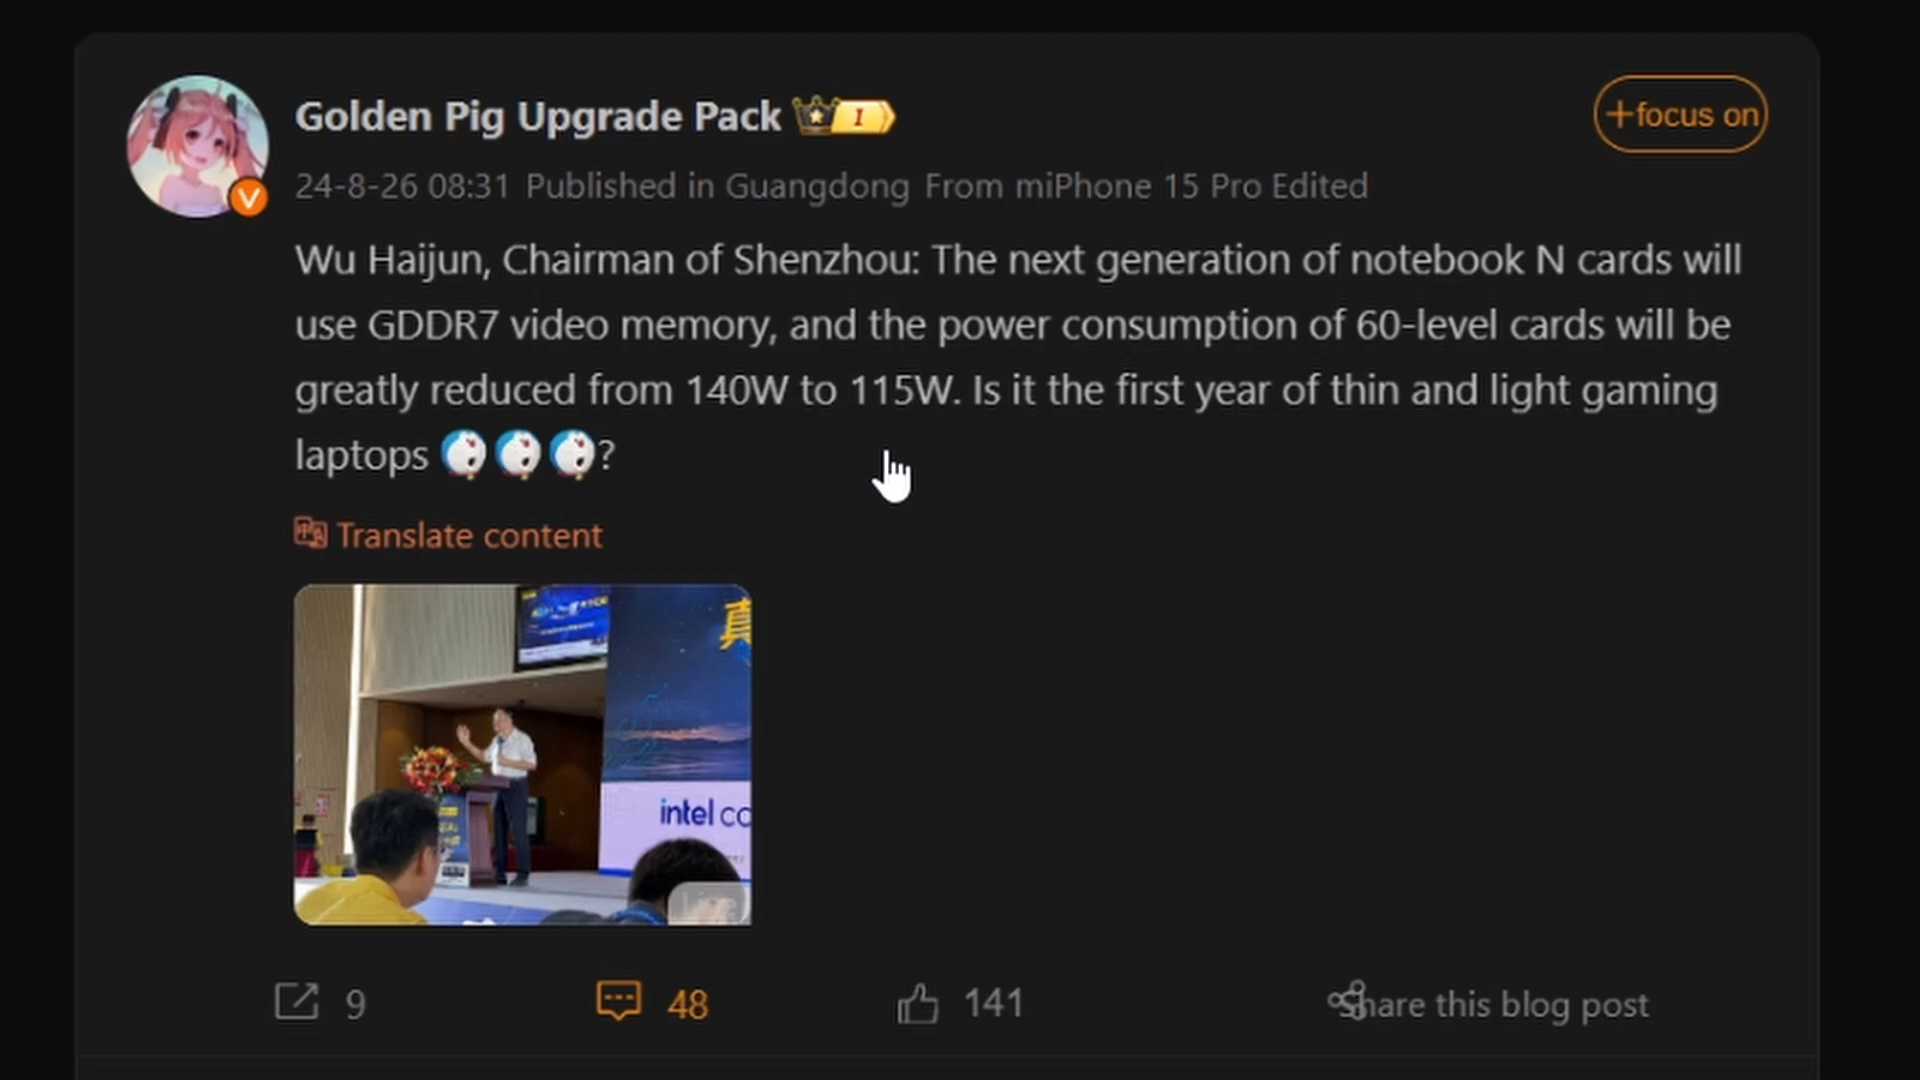 Golden Pig Upgrade Pack
I
+focus on
V
24-8-26 08:31 Published in Guangdong From miPhone 15 Pro Edited
Wu Haijun, Chairman of Shenzhou: The next generation of notebook N cards will
use GDDR7 video memory, and the power consumption of 60-level cards will be
greatly reduced from 140W to 115W. Is it the first year of thin and light gaming
laptops ?
Translate content
真
intel co
Live
9
48
141
Share this blog post